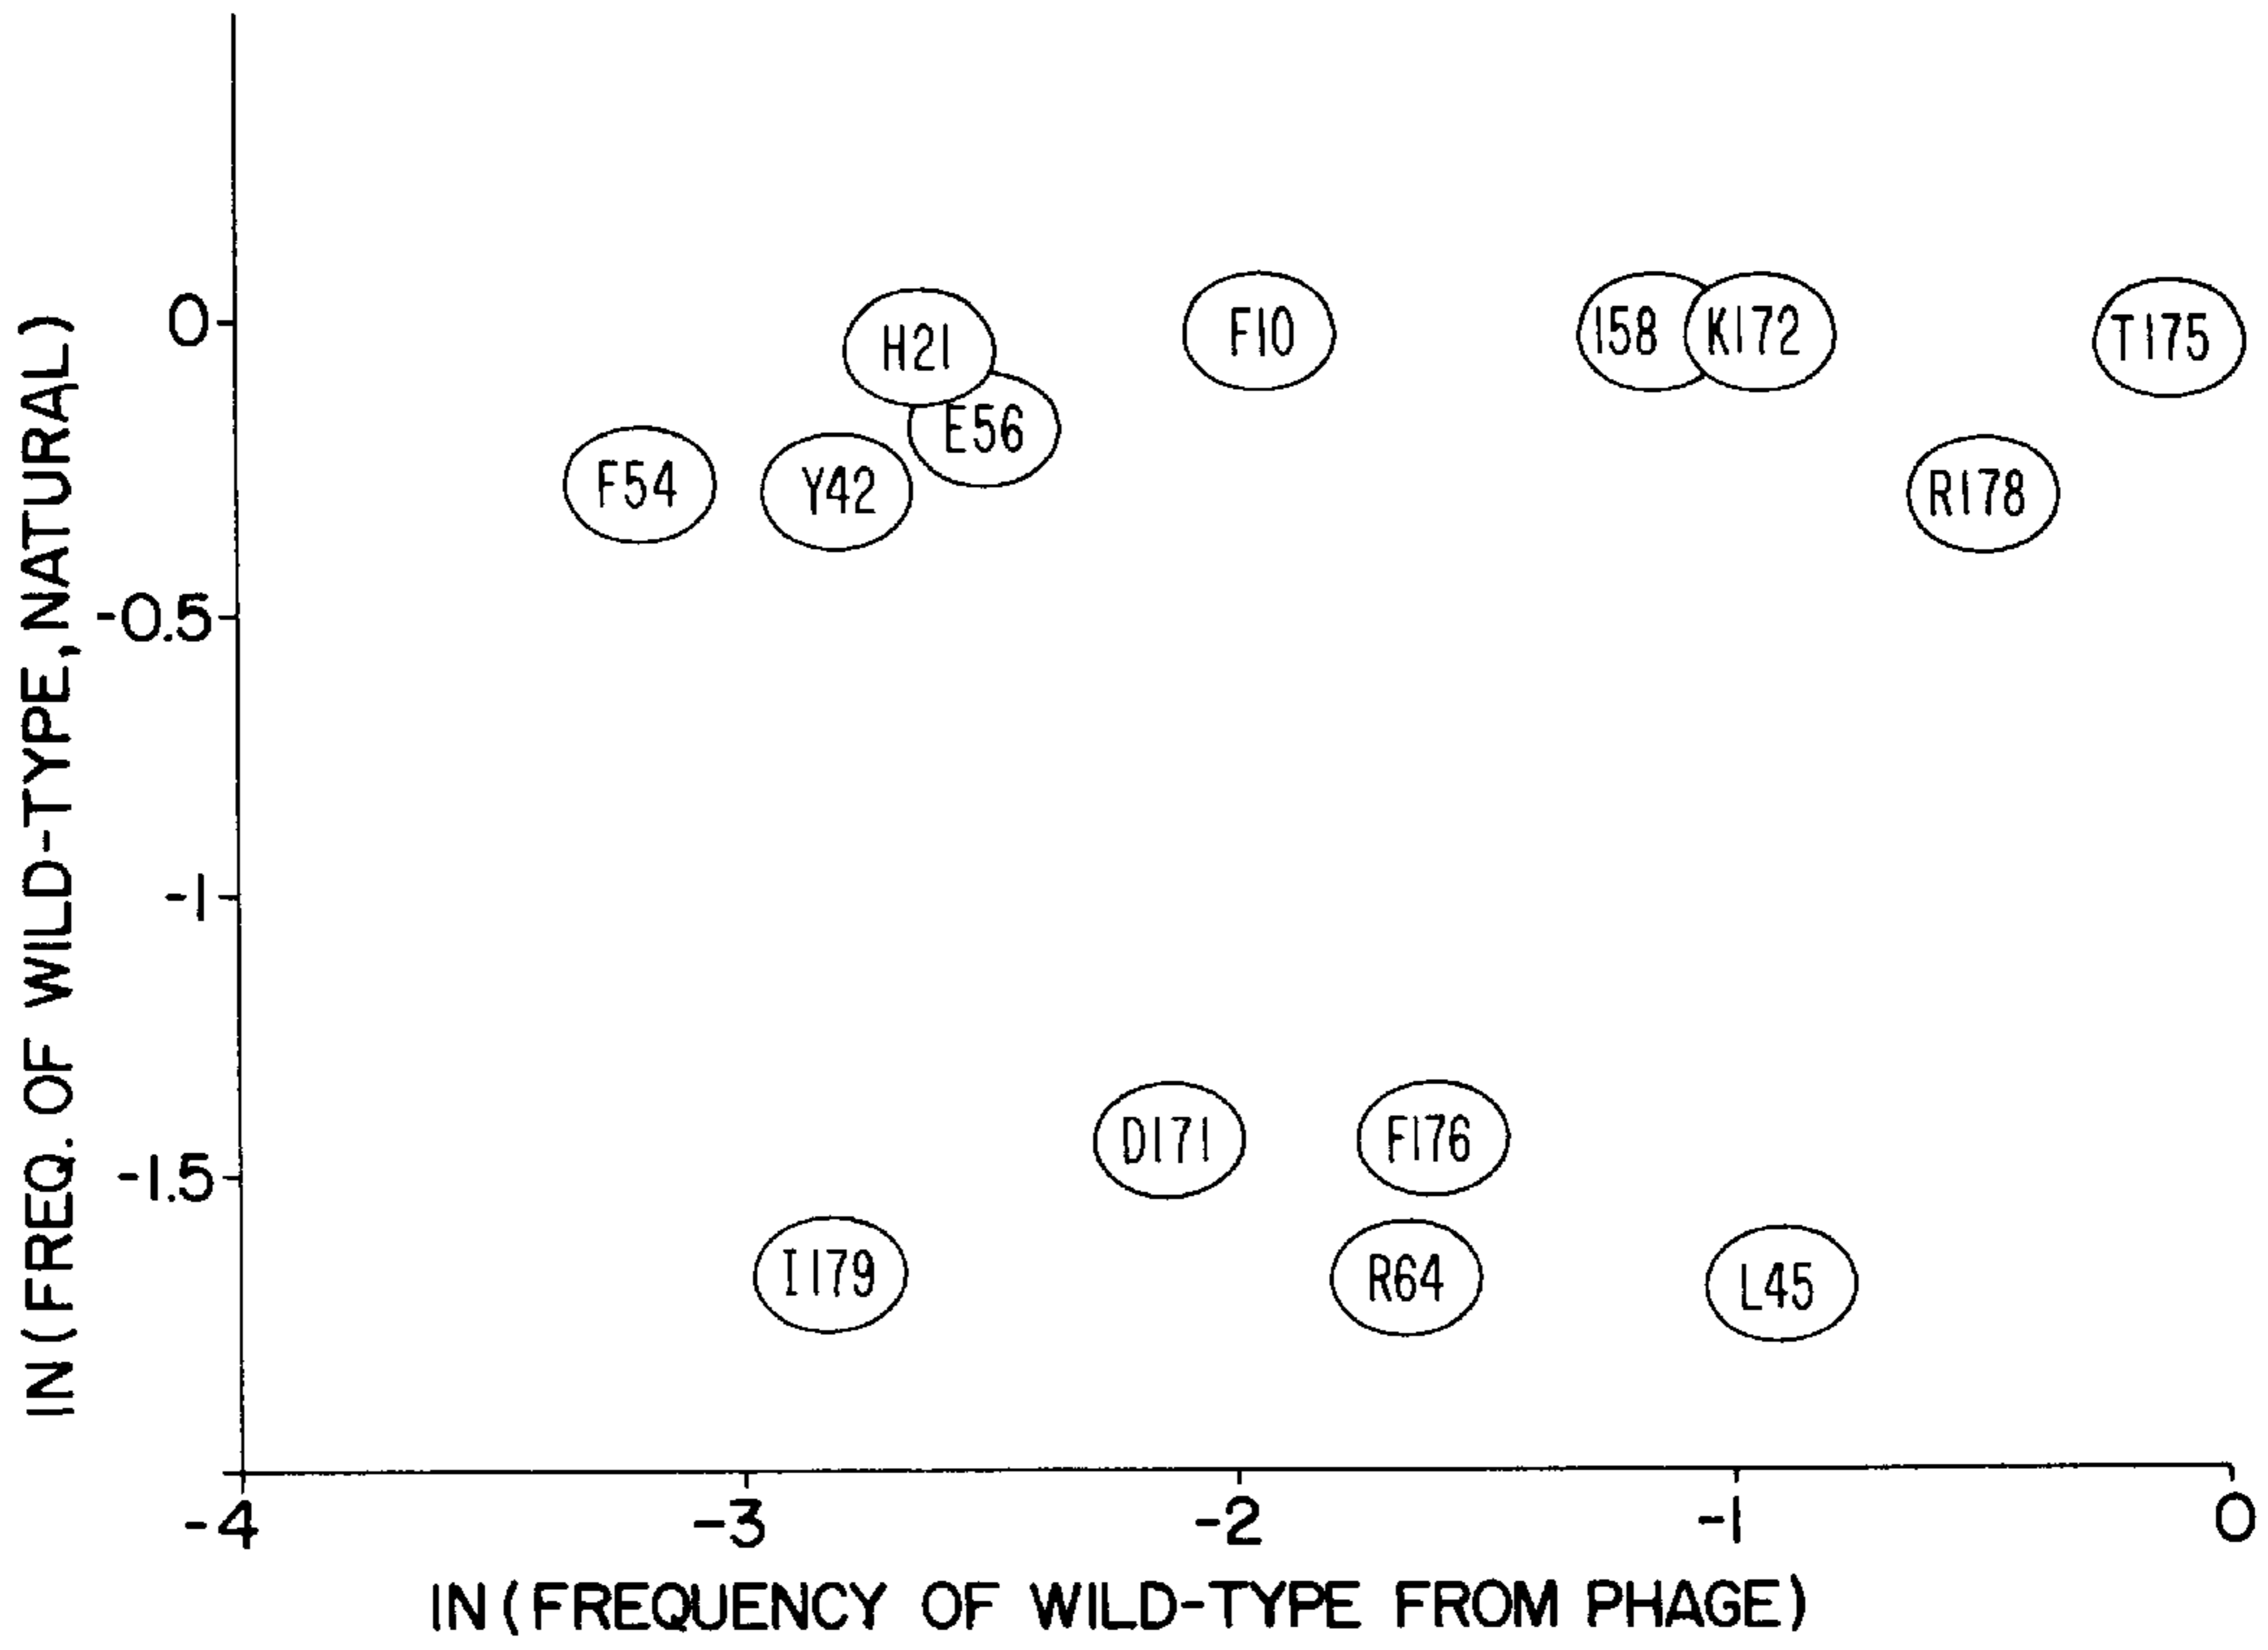 IN (FREQ. OF WILD-TYPE, NATURAL)
0
-0.5
-1
-1.5
H21
F10
I58
K172
T175
E56
F54
Y42
R178
D171
F176
I179
R64
L45
-4
-3
-2
-1
0
IN (FREQUENCY OF WILD-TYPE FROM PHAGE)